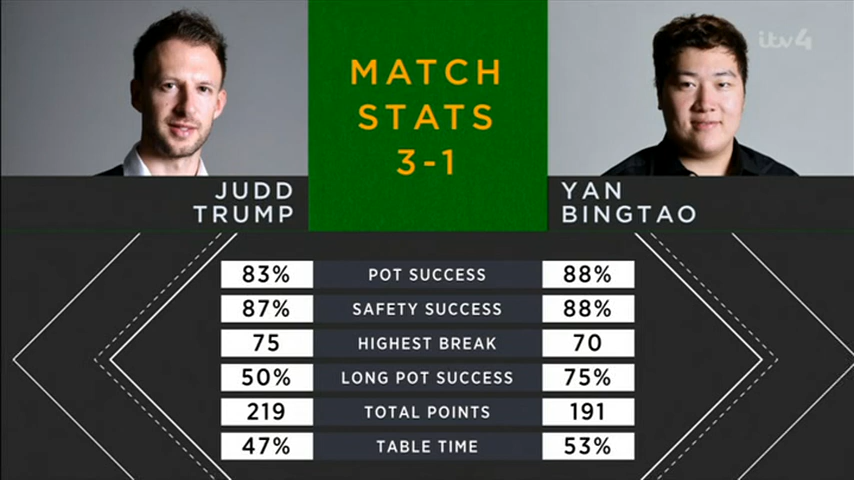 itv4
MATCH
STATS
3-1
JUDD
TRUMP
YAN
BINGTAO
83% POT SUCCESS 88%
87% SAFETY SUCCESS 88%
75 HIGHEST BREAK 70
50% LONG POT SUCCESS 75%
219 TOTAL POINTS 191
47% TABLE TIME 53%